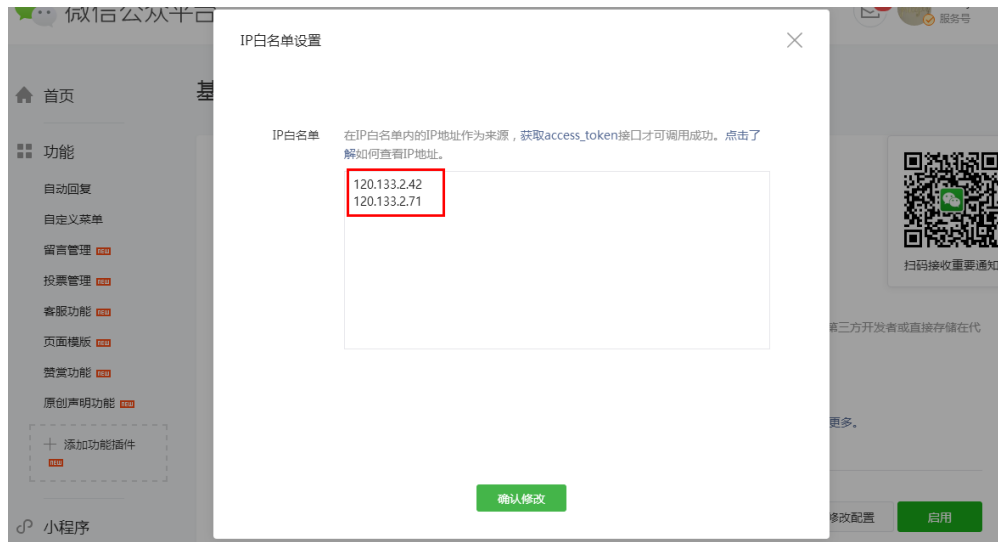 微信公众平台
服务号
IP白名单设置
首页
基
IP白名单
在IP白名单内的IP地址作为来源，获取access_token接口才可调用成功。点击了
解如何查看IP地址。
功能
120.133.2.42
120.133.2.71
自动回复
自定义菜单
留言管理 NEW
扫码接收重要通知
投票管理 NEW
客服功能 NEW
第三方开发者或直接存储在代
页面模版 NEW
赞赏功能 NEW
原创声明功能 NEW
更多。
添加功能插件
NEW
确认修改
修改配置
启用
小程序